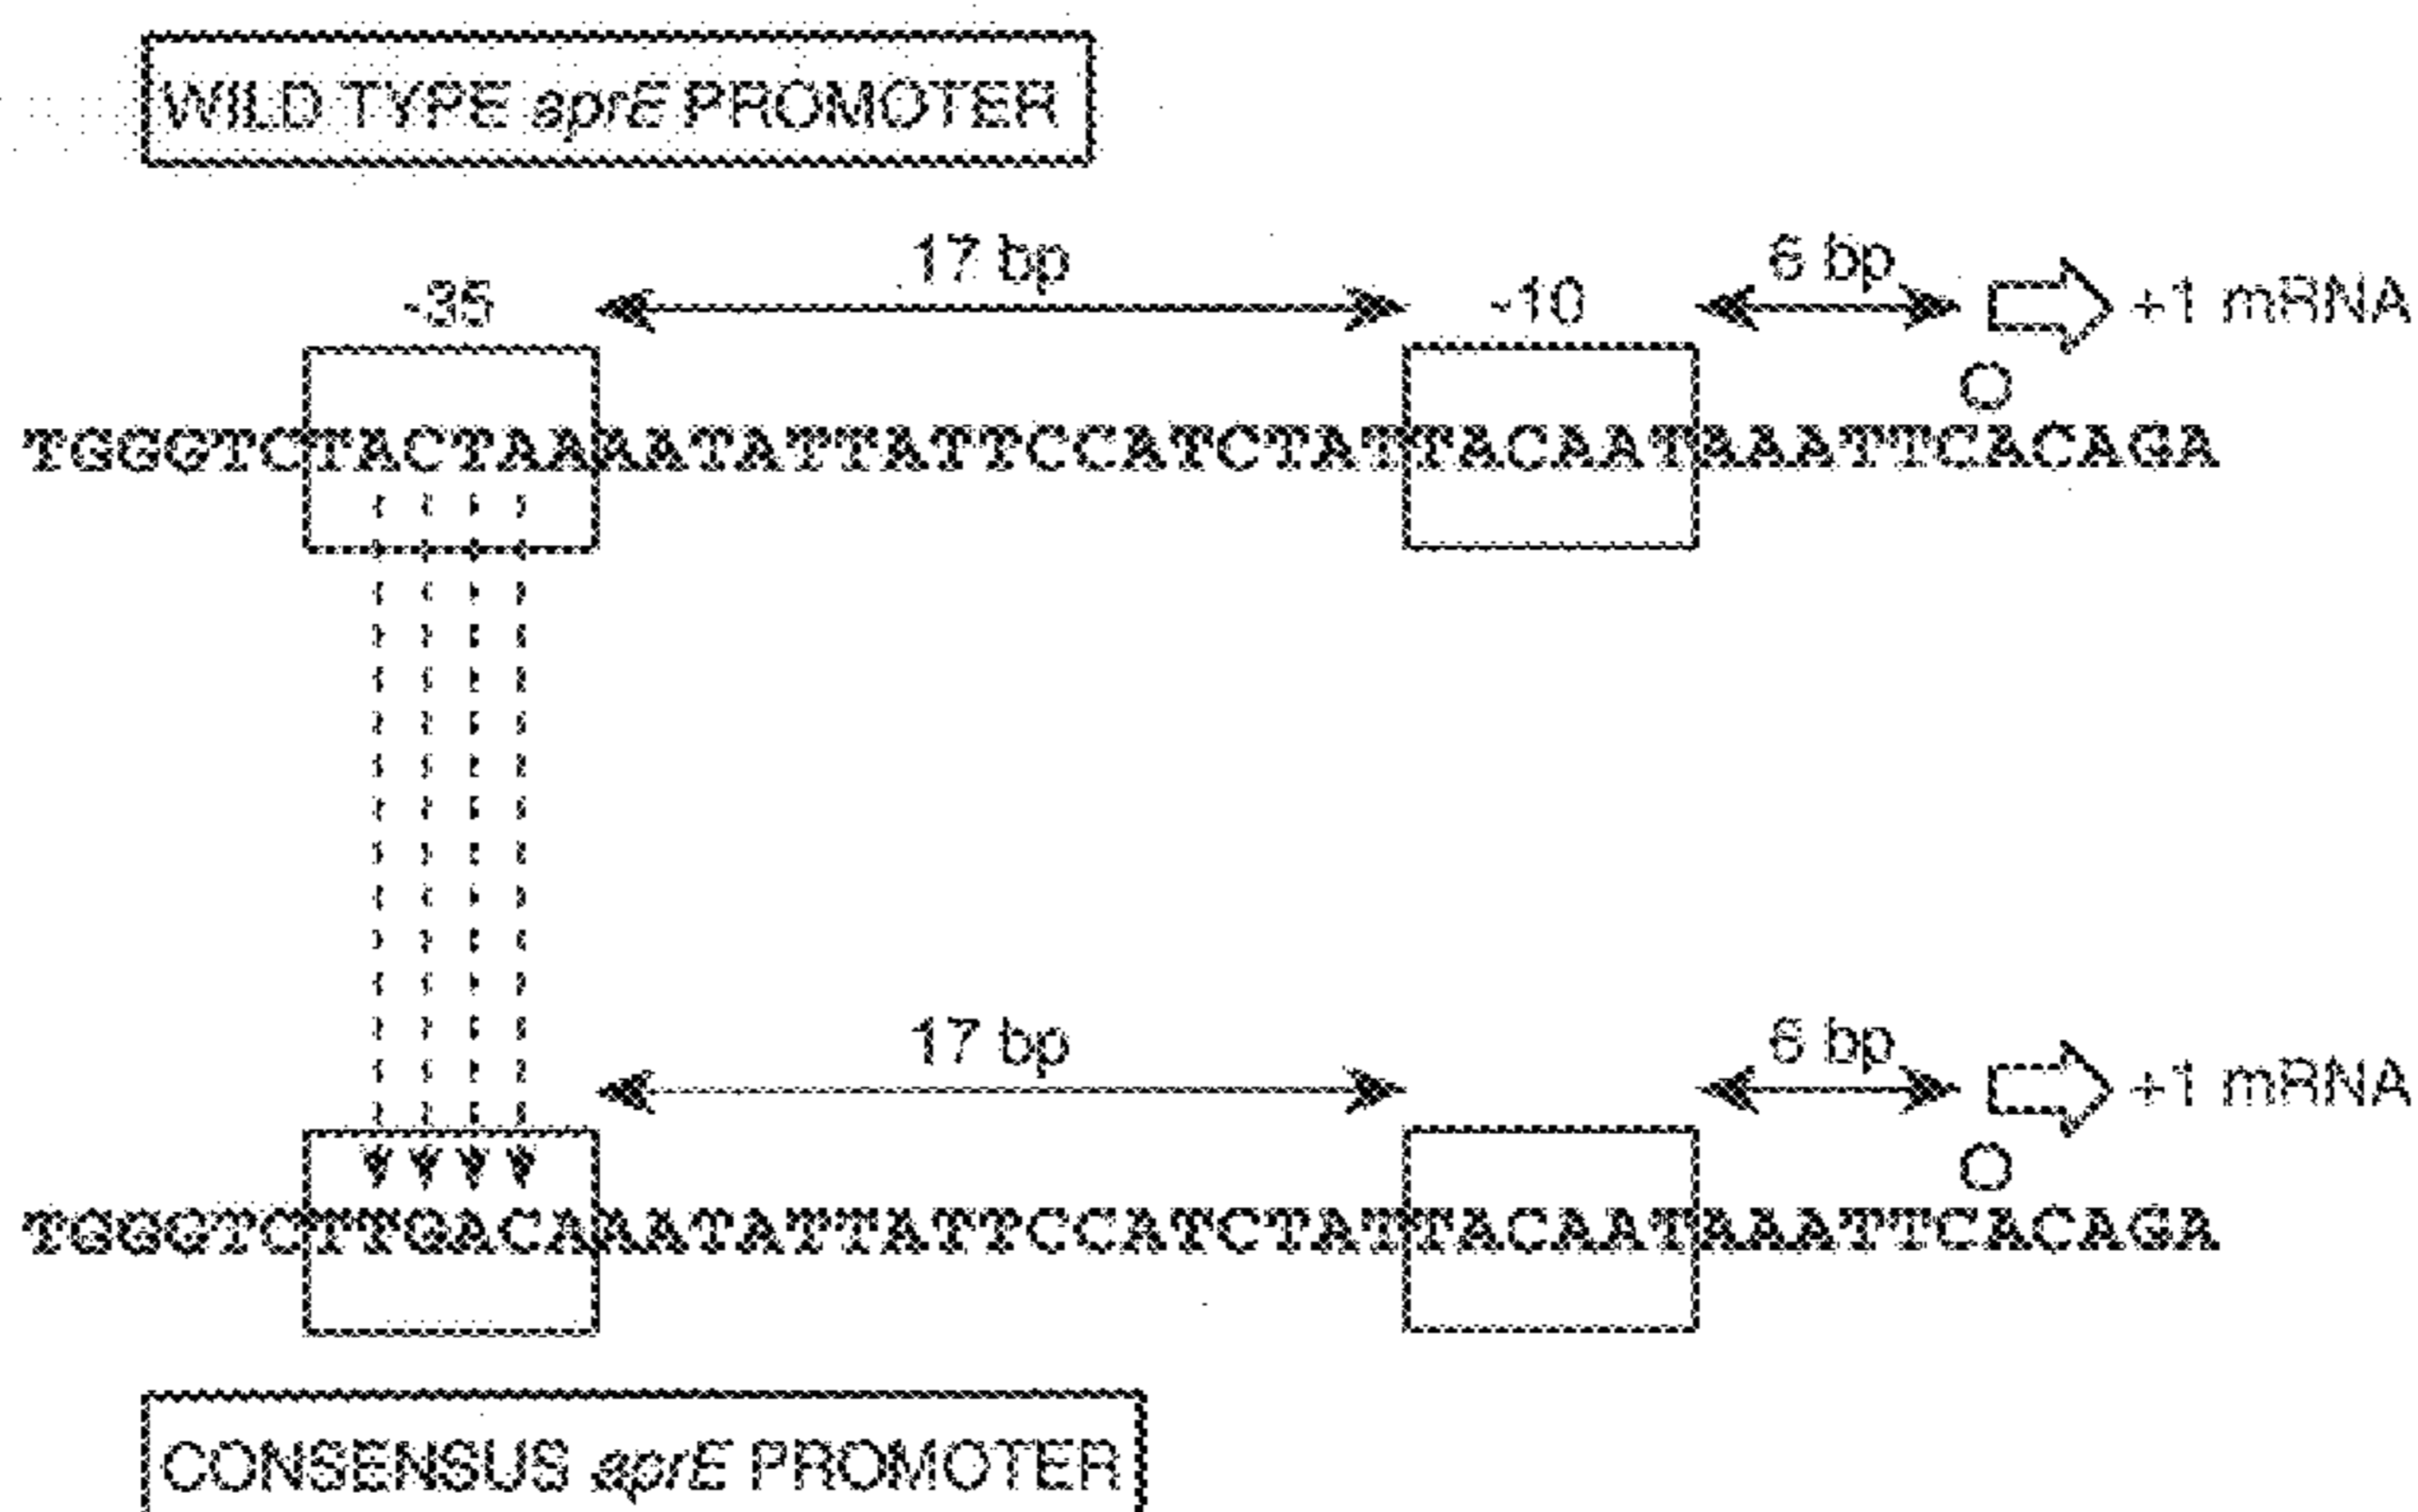 WILD TYPE aprE PROMOTER
17 bp
6 bp
-35
-10
+1 mRNA
TGGGTCTACTAAAATATTATTCCATCTATTACAATAAATTCACAGA
17 bp
6 bp
+1 mRNA
TGGGTCTTGACAAATATTATTCCATCTATTACAATAAATTCACAGA
CONSENSUS aprE PROMOTER